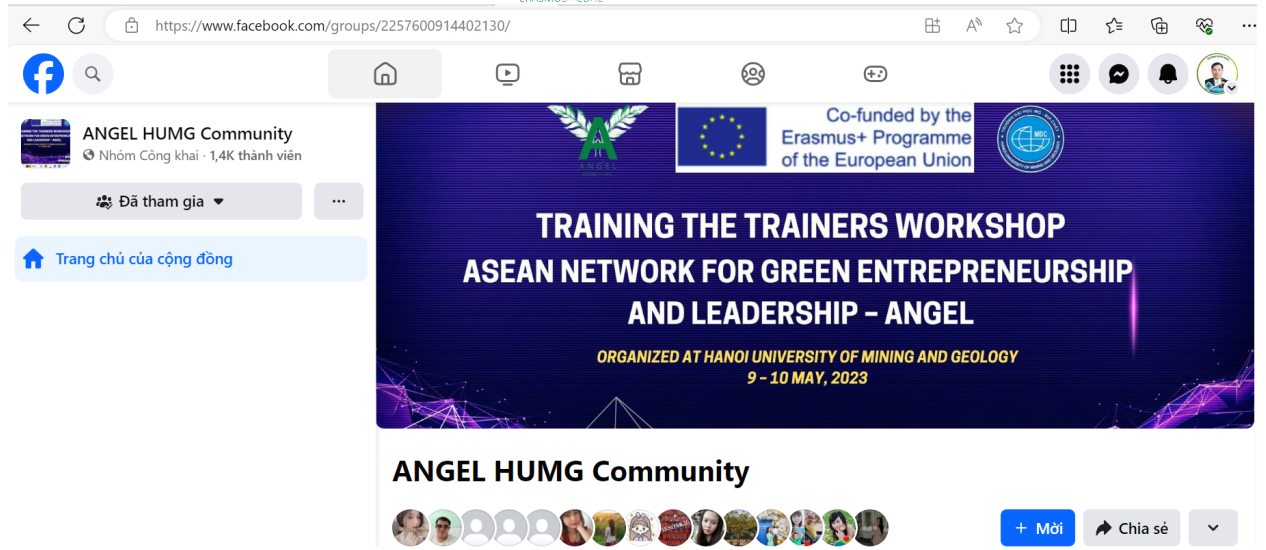 https://www.facebook.com/groups/2257600914402130/
ANGEL HUMG Community
Nhóm Công khai · 1,4K thành viên
Đã tham gia
Trang chủ của cộng đồng
ANGEL
Co-funded by the
Erasmus+ Programme
of the European Union
MDC
TRAINING THE TRAINERS WORKSHOP
ASEAN NETWORK FOR GREEN ENTREPRENEURSHIP
AND LEADERSHIP – ANGEL
ORGANIZED AT HANOI UNIVERSITY OF MINING AND GEOLOGY
9 – 10 MAY, 2023
ANGEL HUMG Community
+ Mời
Chia sẻ